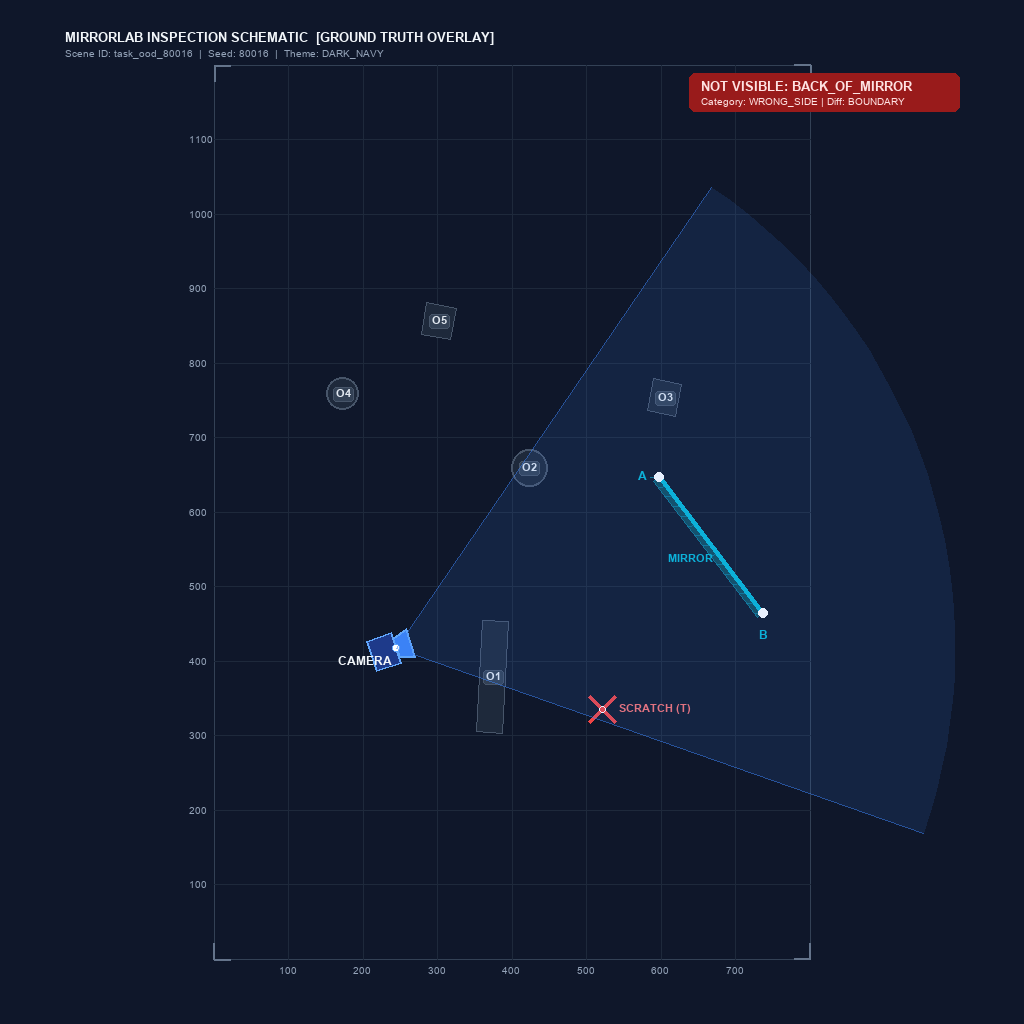 MIRRORLAB INSPECTION SCHEMATIC  [GROUND TRUTH OVERLAY]
Scene ID: task_ood_80016  |  Seed: 80016  |  Theme: DARK_NAVY
NOT VISIBLE: BACK_OF_MIRROR
Category: WRONG_SIDE | Diff: BOUNDARY
1100
1000
900
O5
800
O4
O3
700
O2
A
600
MIRROR
500
B
CAMERA
400
O1
SCRATCH (T)
300
200
100
100 200 300 400 500 600 700